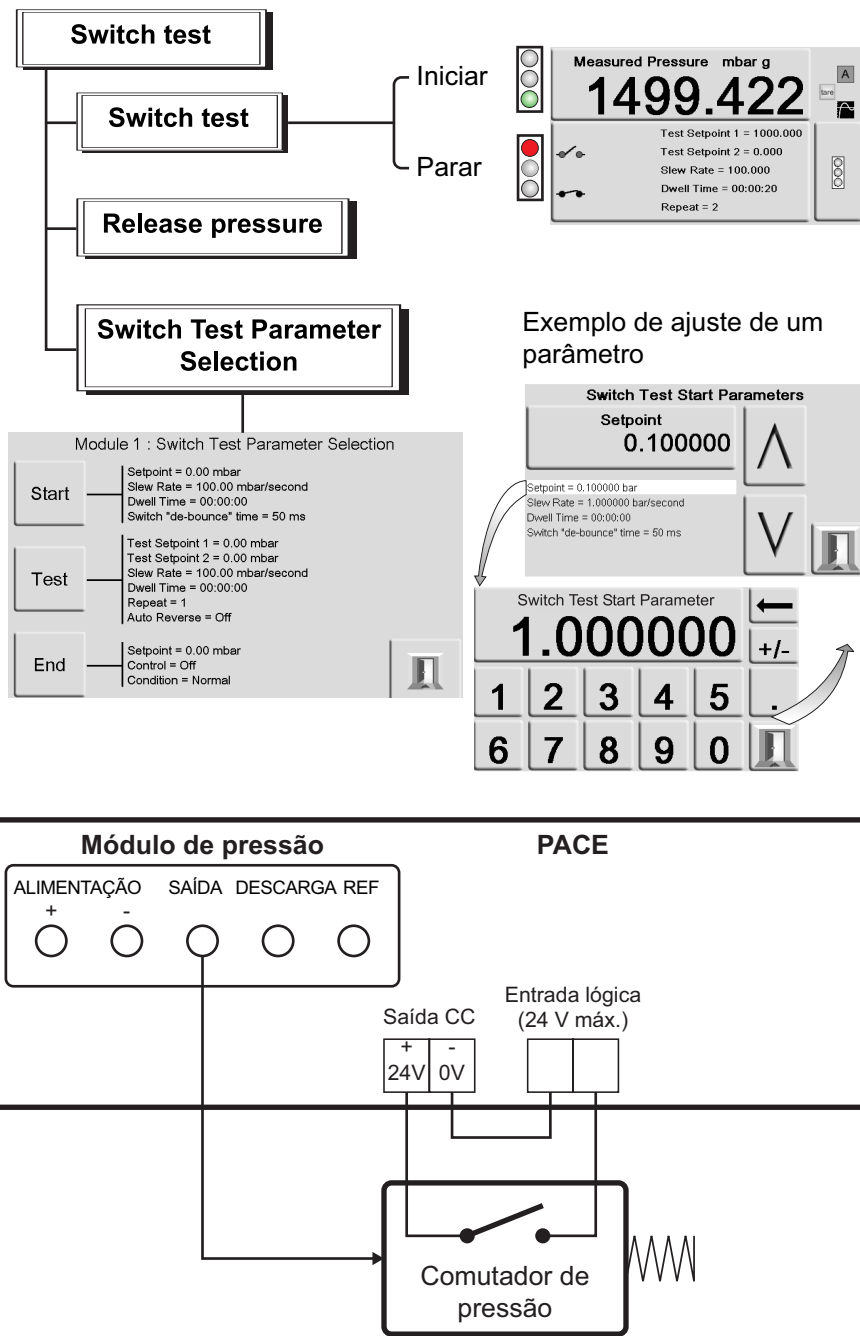 Switch test
Switch test
Iniciar
Parar
Release pressure
Switch Test Parameter
Selection
Measured Pressure mbar g
1499.422
A
tare
Test Setpoint 1 = 1000.000
Test Setpoint 2 = 0.000
Slew Rate = 100.000
Dwell Time = 00:00:20
Repeat = 2
Module 1 : Switch Test Parameter Selection
Start
Setpoint = 0.00 mbar
Slew Rate = 100.00 mbar/second
Dwell Time = 00:00:00
Switch "de-bounce" time = 50 ms
Test
Test Setpoint 1 = 0.00 mbar
Test Setpoint 2 = 0.00 mbar
Slew Rate = 100.00 mbar/second
Dwell Time = 00:00:00
Repeat = 1
Auto Reverse = Off
End
Setpoint = 0.00 mbar
Control = Off
Condition = Normal
Exemplo de ajuste de um
parâmetro
Switch Test Start Parameters
Setpoint
0.100000
Setpoint = 0.100000 bar
Slew Rate = 1.000000 bar/second
Dwell Time = 00:00:00
Switch "de-bounce" time = 50 ms
Switch Test Start Parameter
1.000000
+/-
1 2 3 4 5 .
6 7 8 9 0
Módulo de pressão
PACE
ALIMENTAÇÃO SAÍDA DESCARGA REF
+ -
Saída CC
+ -
24V 0V
Entrada lógica
(24 V máx.)
Comutador de
pressão